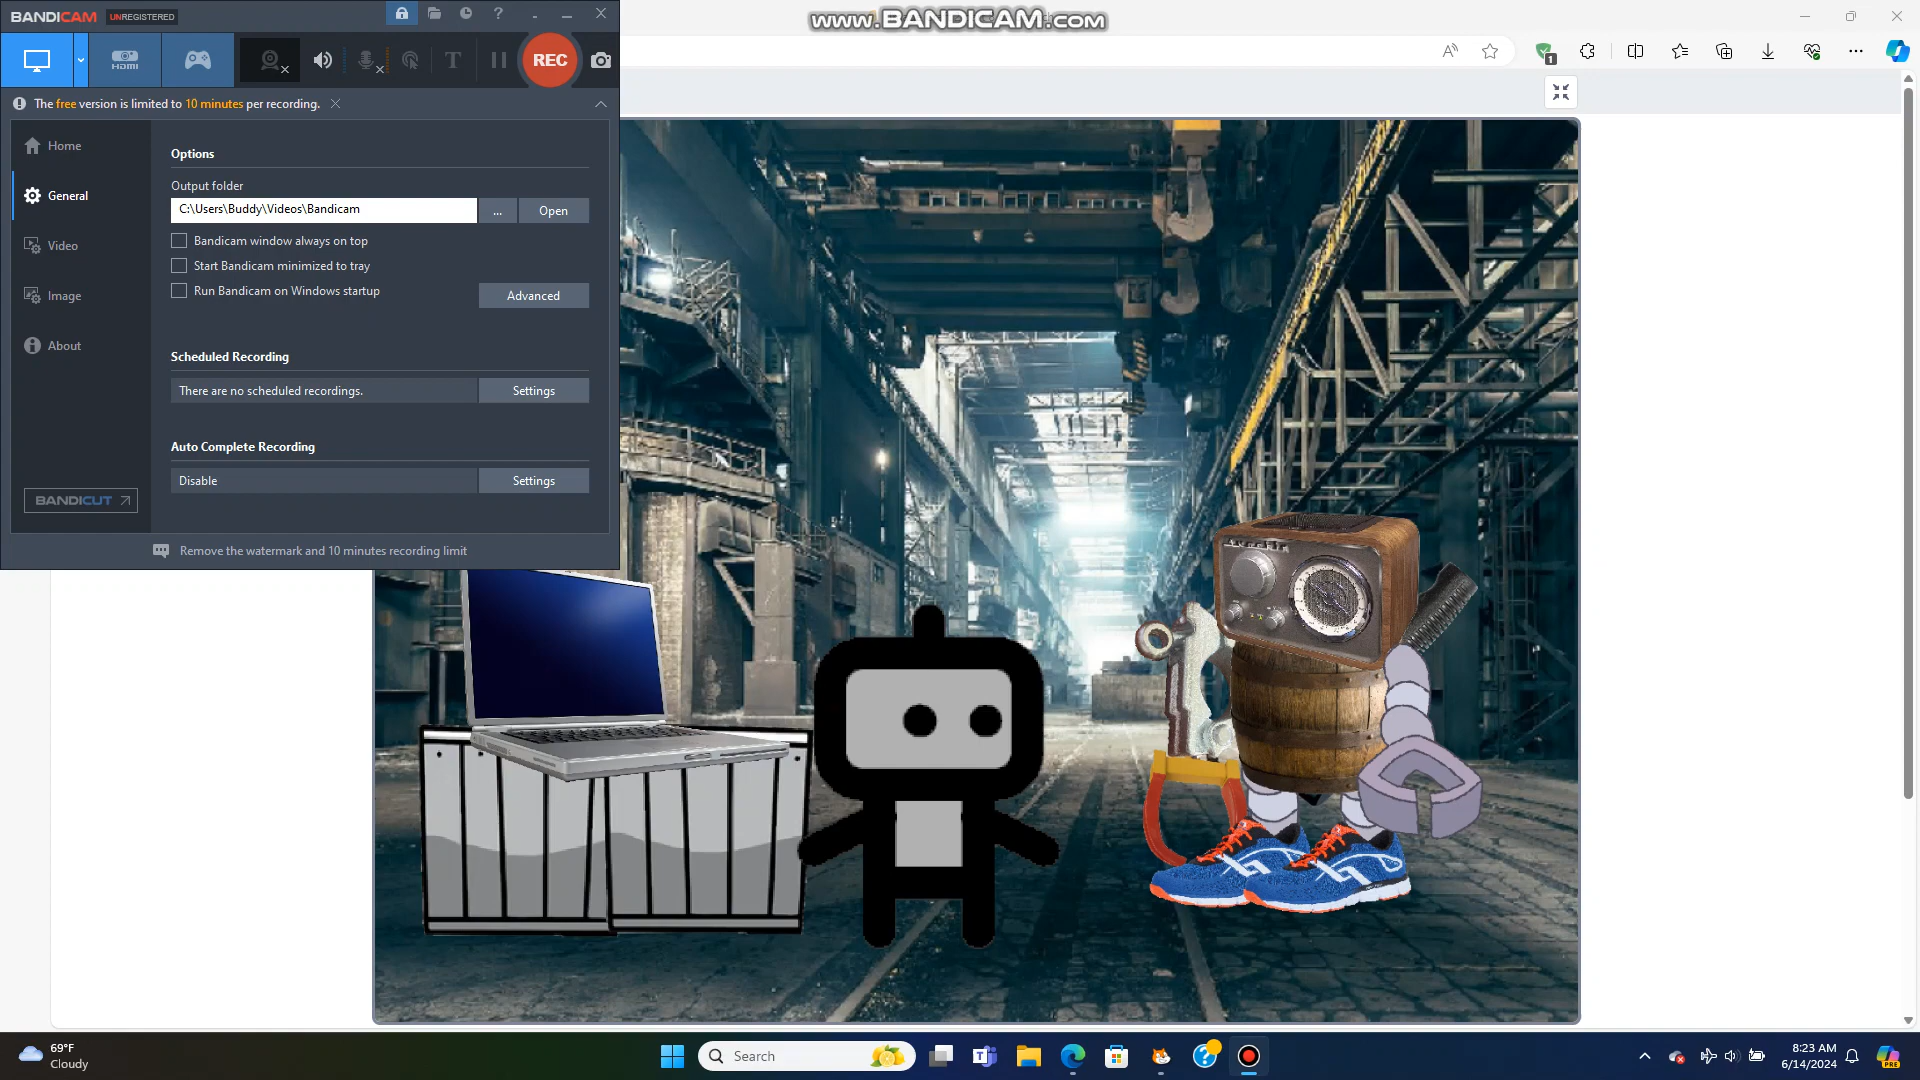 BANDICAM UNREGISTERED
www.BANDICAM.com
HDMI
T
REC
1
The free version is limited to 10 minutes per recording.
Home
General
Video
Image
About
BANDICUT
Options
Output folder
C:\Users\Buddy\Videos\Bandicam
...
Open
Bandicam window always on top
Start Bandicam minimized to tray
Run Bandicam on Windows startup
Advanced
Scheduled Recording
There are no scheduled recordings.
Settings
Auto Complete Recording
Disable
Settings
Remove the watermark and 10 minutes recording limit
69°F
Cloudy
Search
8:23 AM
6/14/2024
PRE